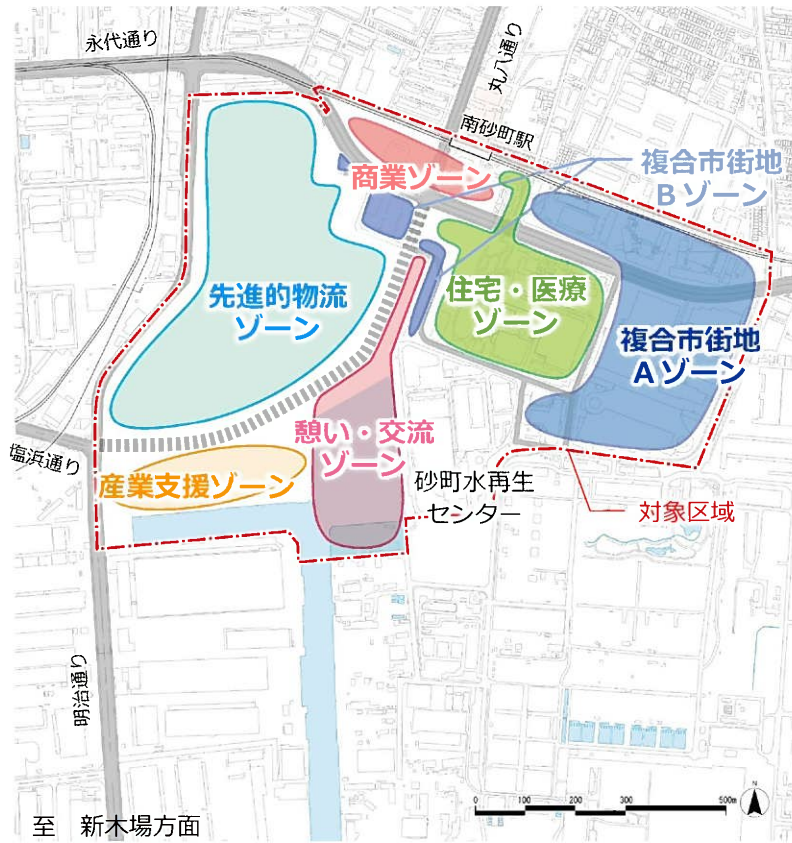 永代通り
丸八通り
南砂町駅
商業ゾーン
複合市街地
Bゾーン
先進的物流
ゾーン
住宅・医療
ゾーン
複合市街地
Aゾーン
憩い・交流
ゾーン
塩浜通り
産業支援ゾーン
砂町水再生
センター
対象区域
明治通り
N
0 100 200 300 500m
至 新木場方面